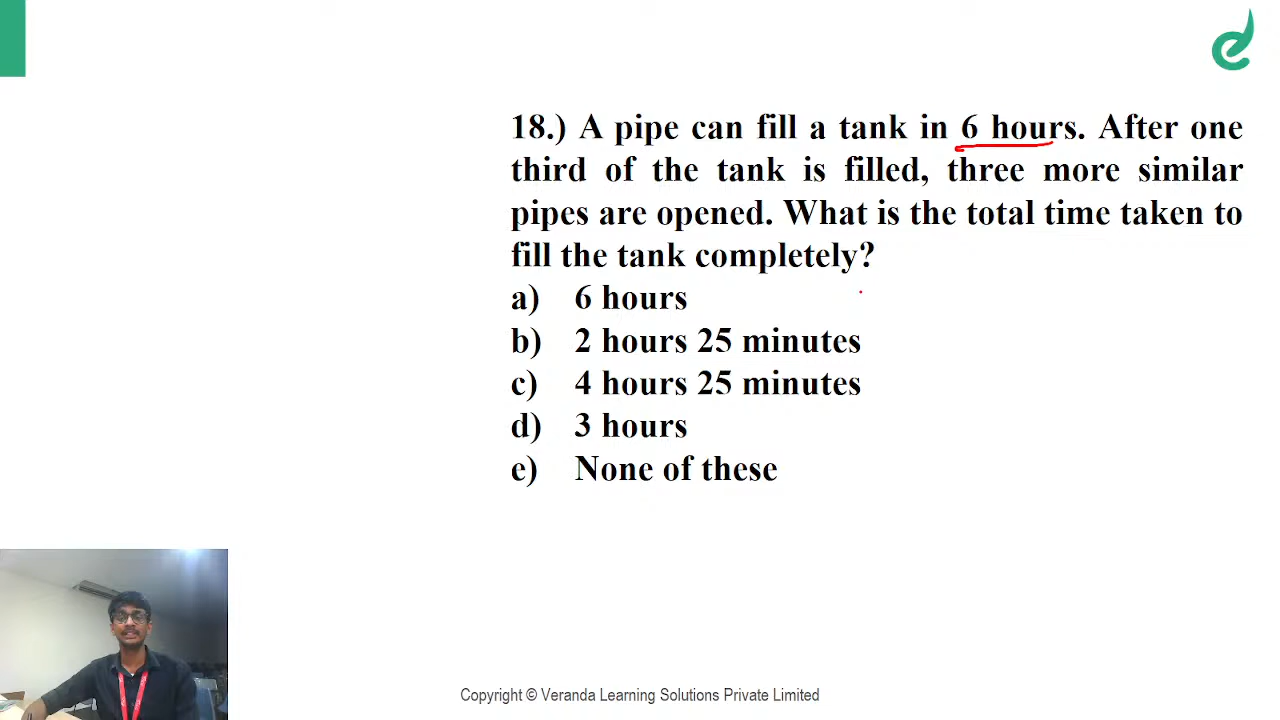 18.) A pipe can fill a tank in 6 hours. After one
third of the tank is filled, three more similar
pipes are opened. What is the total time taken to
fill the tank completely?
a) 6 hours
b) 2 hours 25 minutes
c) 4 hours 25 minutes
d) 3 hours
e) None of these
Copyright © Veranda Learning Solutions Private Limited